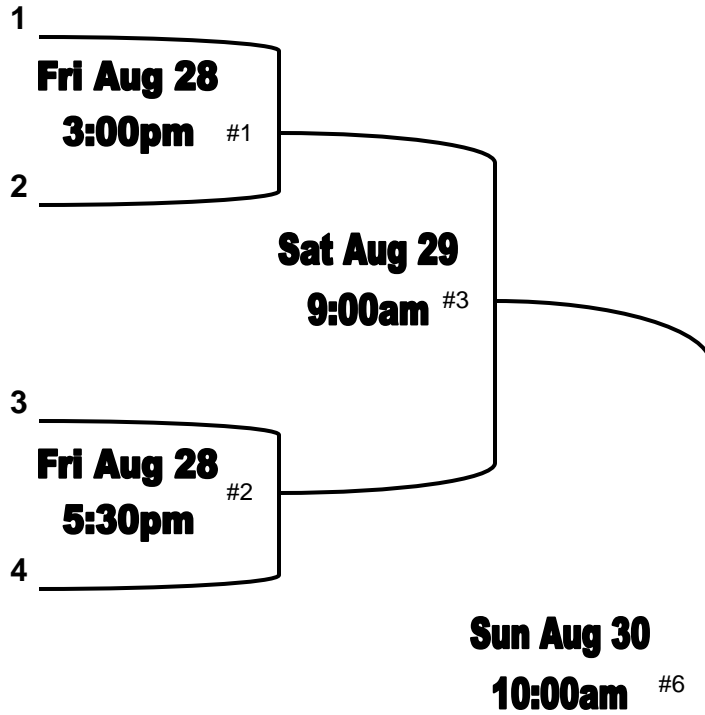 1
Fri Aug 28
3:00pm #1
2
Sat Aug 29
9:00am #3
3
Fri Aug 28
5:30pm #2
4
Sun Aug 30
10:00am #6